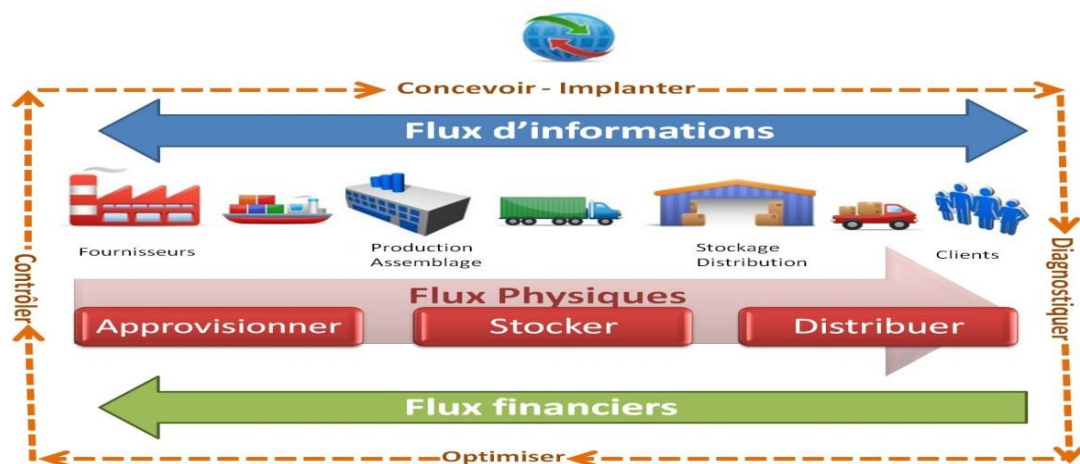 Concevoir - Implanter
Flux d'informations
Fournisseurs
Production
Assemblage
Stockage
Distribution
Clients
Contrôler
Diagnostiquer
Flux Physiques
Approvisionner
Stocker
Distribuer
Flux financiers
Optimiser